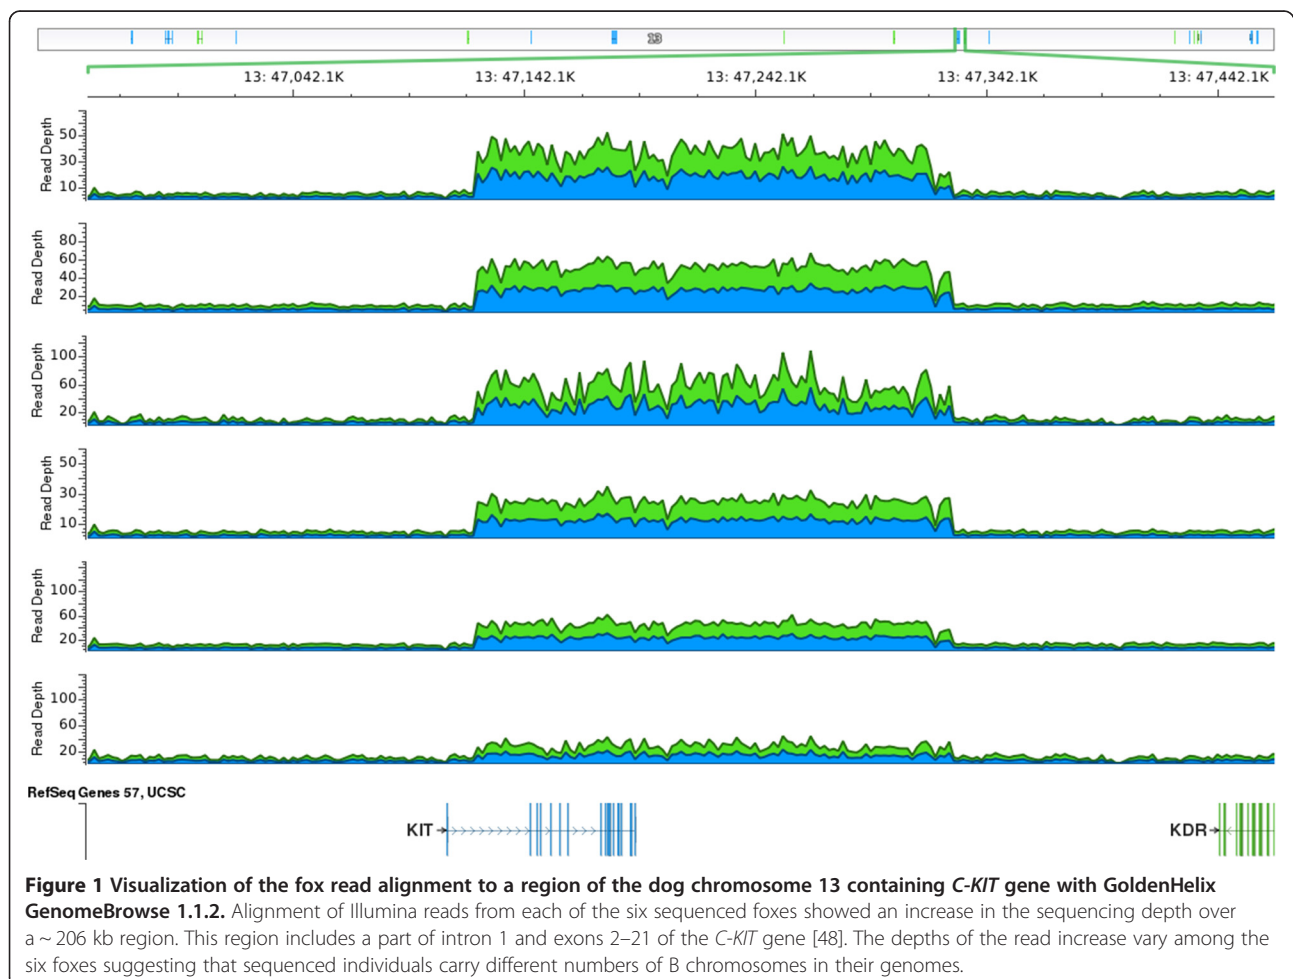 13
13: 47,042.1K 13: 47,142.1K 13: 47,242.1K 13: 47,342.1K 13: 47,442.1K
Read Depth
50
30
10
Read Depth
80
60
40
20
Read Depth
100
60
20
Read Depth
50
30
10
Read Depth
100
60
20
Read Depth
100
60
20
RefSeq Genes 57, UCSC
KIT KDR
Figure 1 Visualization of the fox read alignment to a region of the dog chromosome 13 containing C-KIT gene with GoldenHelix
GenomeBrowse 1.1.2. Alignment of Illumina reads from each of the six sequenced foxes showed an increase in the sequencing depth over
a ~ 206 kb region. This region includes a part of intron 1 and exons 2–21 of the C-KIT gene [48]. The depths of the read increase vary among the
six foxes suggesting that sequenced individuals carry different numbers of B chromosomes in their genomes.